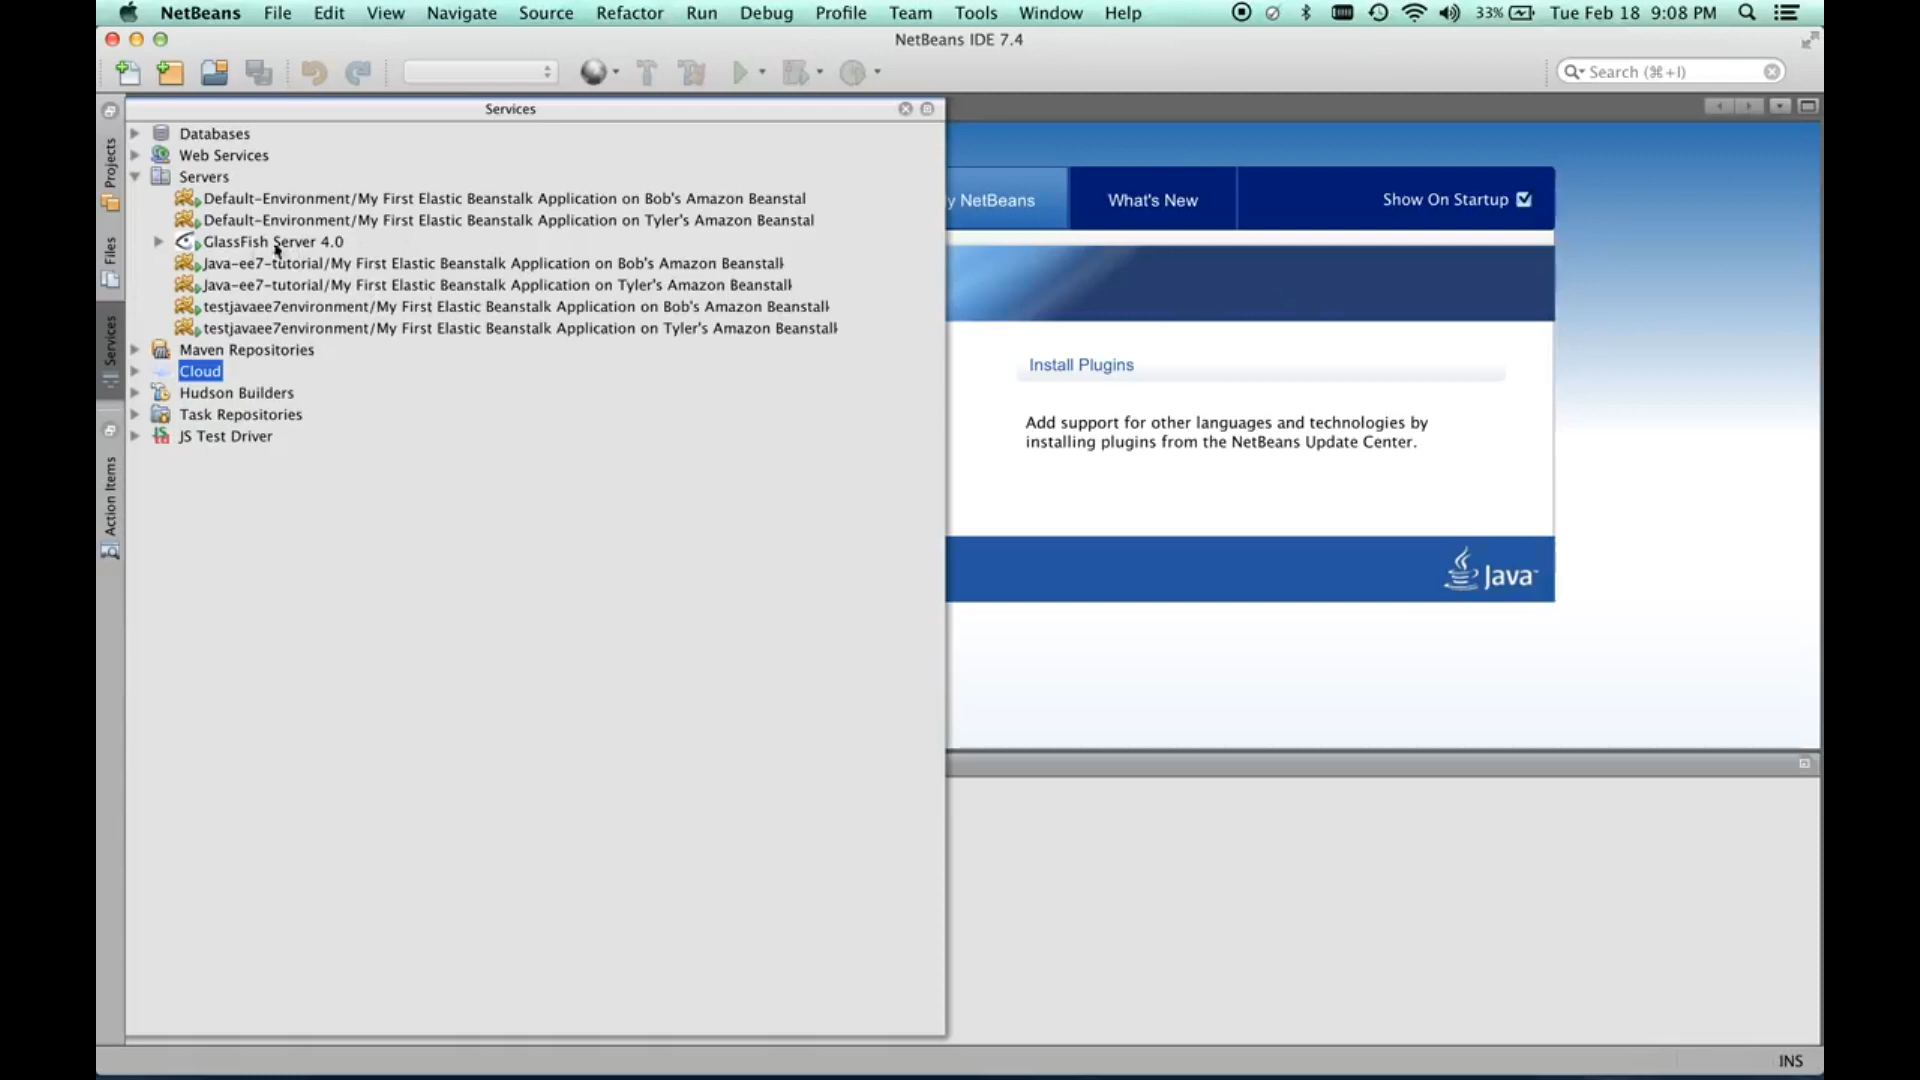 NetBeans File Edit View Navigate Source Refactor Run Debug Profile Team Tools Window Help 33% Tue Feb 18 9:08 PM
NetBeans IDE 7.4
Search (⌘+I)
Services
Projects
Files
Services
Action Items
Databases
Web Services
Servers
Default-Environment/My First Elastic Beanstalk Application on Bob's Amazon Beanstal
Default-Environment/My First Elastic Beanstalk Application on Tyler's Amazon Beanstal
GlassFish Server 4.0
Java-ee7-tutorial/My First Elastic Beanstalk Application on Bob's Amazon Beanstalk
Java-ee7-tutorial/My First Elastic Beanstalk Application on Tyler's Amazon Beanstalk
testjavaee7environment/My First Elastic Beanstalk Application on Bob's Amazon Beanstalk
testjavaee7environment/My First Elastic Beanstalk Application on Tyler's Amazon Beanstalk
Maven Repositories
Cloud
Hudson Builders
Task Repositories
JS Test Driver
y NetBeans
What's New
Show On Startup
Install Plugins
Add support for other languages and technologies by
installing plugins from the NetBeans Update Center.
Java
INS